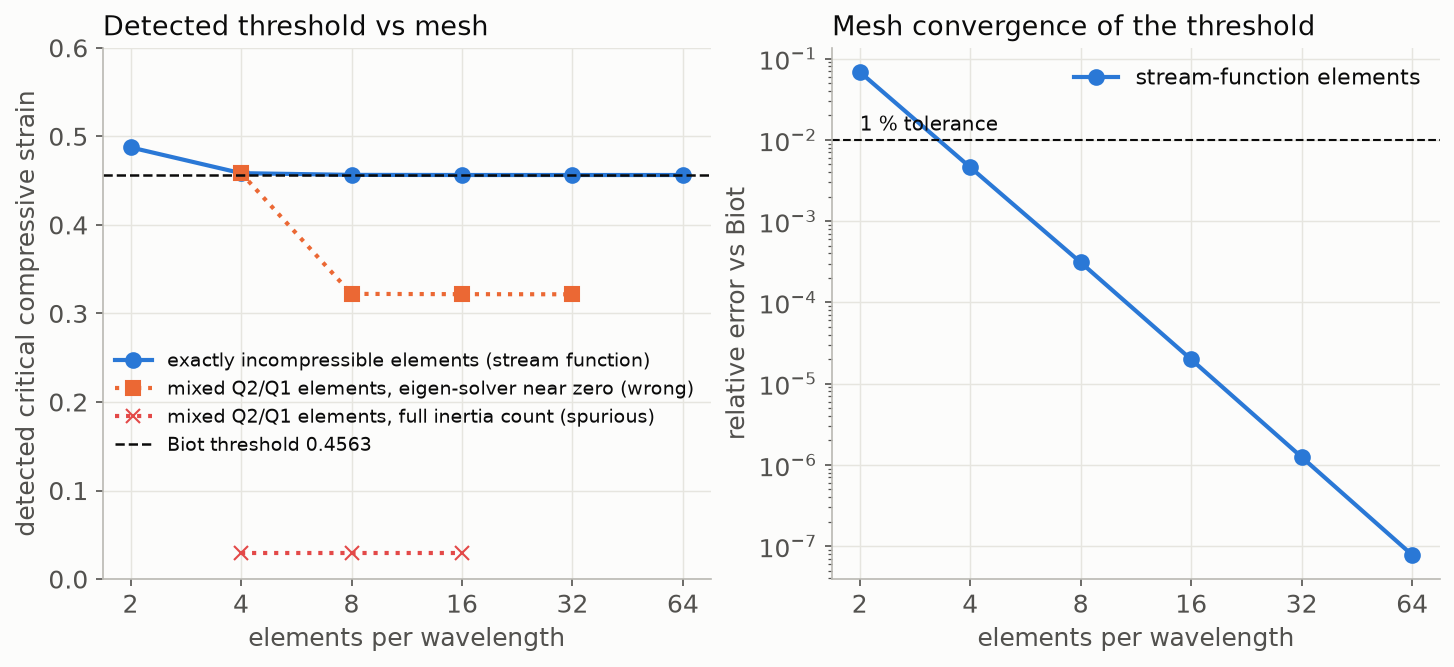 Detected threshold vs mesh
detected critical compressive strain
0.6
0.5
0.4
0.3
0.2
0.1
0.0
exactly incompressible elements (stream function)
mixed Q2/Q1 elements, eigen-solver near zero (wrong)
mixed Q2/Q1 elements, full inertia count (spurious)
Biot threshold 0.4563
2 4 8 16 32 64
elements per wavelength
Mesh convergence of the threshold
relative error vs Biot
10⁻¹
10⁻²
10⁻³
10⁻⁴
10⁻⁵
10⁻⁶
10⁻⁷
stream-function elements
1 % tolerance
2 4 8 16 32 64
elements per wavelength